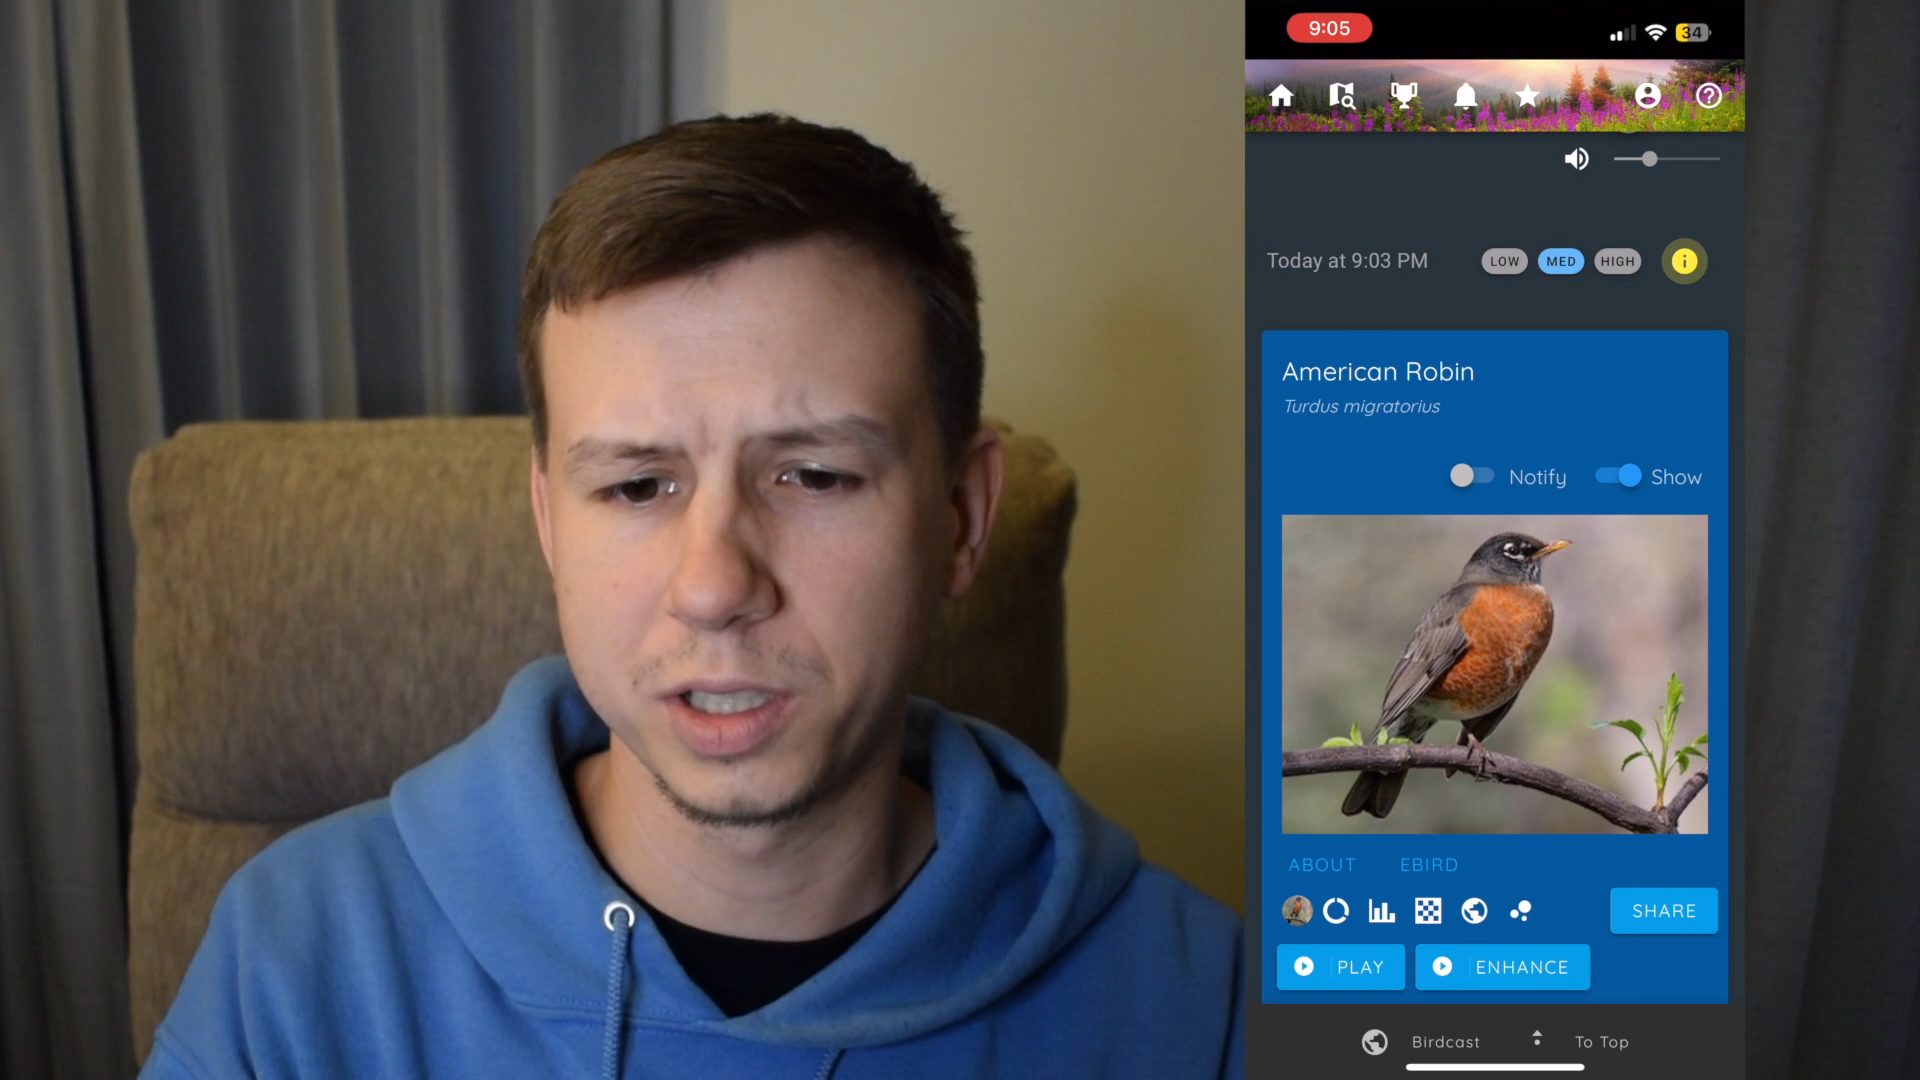 9:05
34
Today at 9:03 PM
LOW MED HIGH
i
American Robin
Turdus migratorius
Notify Show
ABOUT EBIRD
SHARE
PLAY ENHANCE
Birdcast To Top